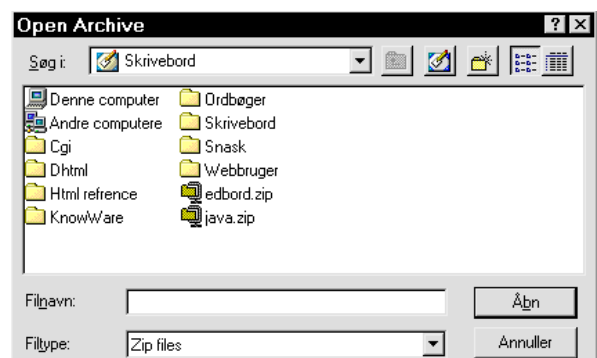 Open Archive
Søg i: Skrivebord
Denne computer
Andre computere
Cgi
Dhtml
Html refrence
KnowWare
Ordbøger
Skrivebord
Snask
Webbruger
edbord.zip
java.zip
Filnavn:
Åbn
Filtype: Zip files
Annuller